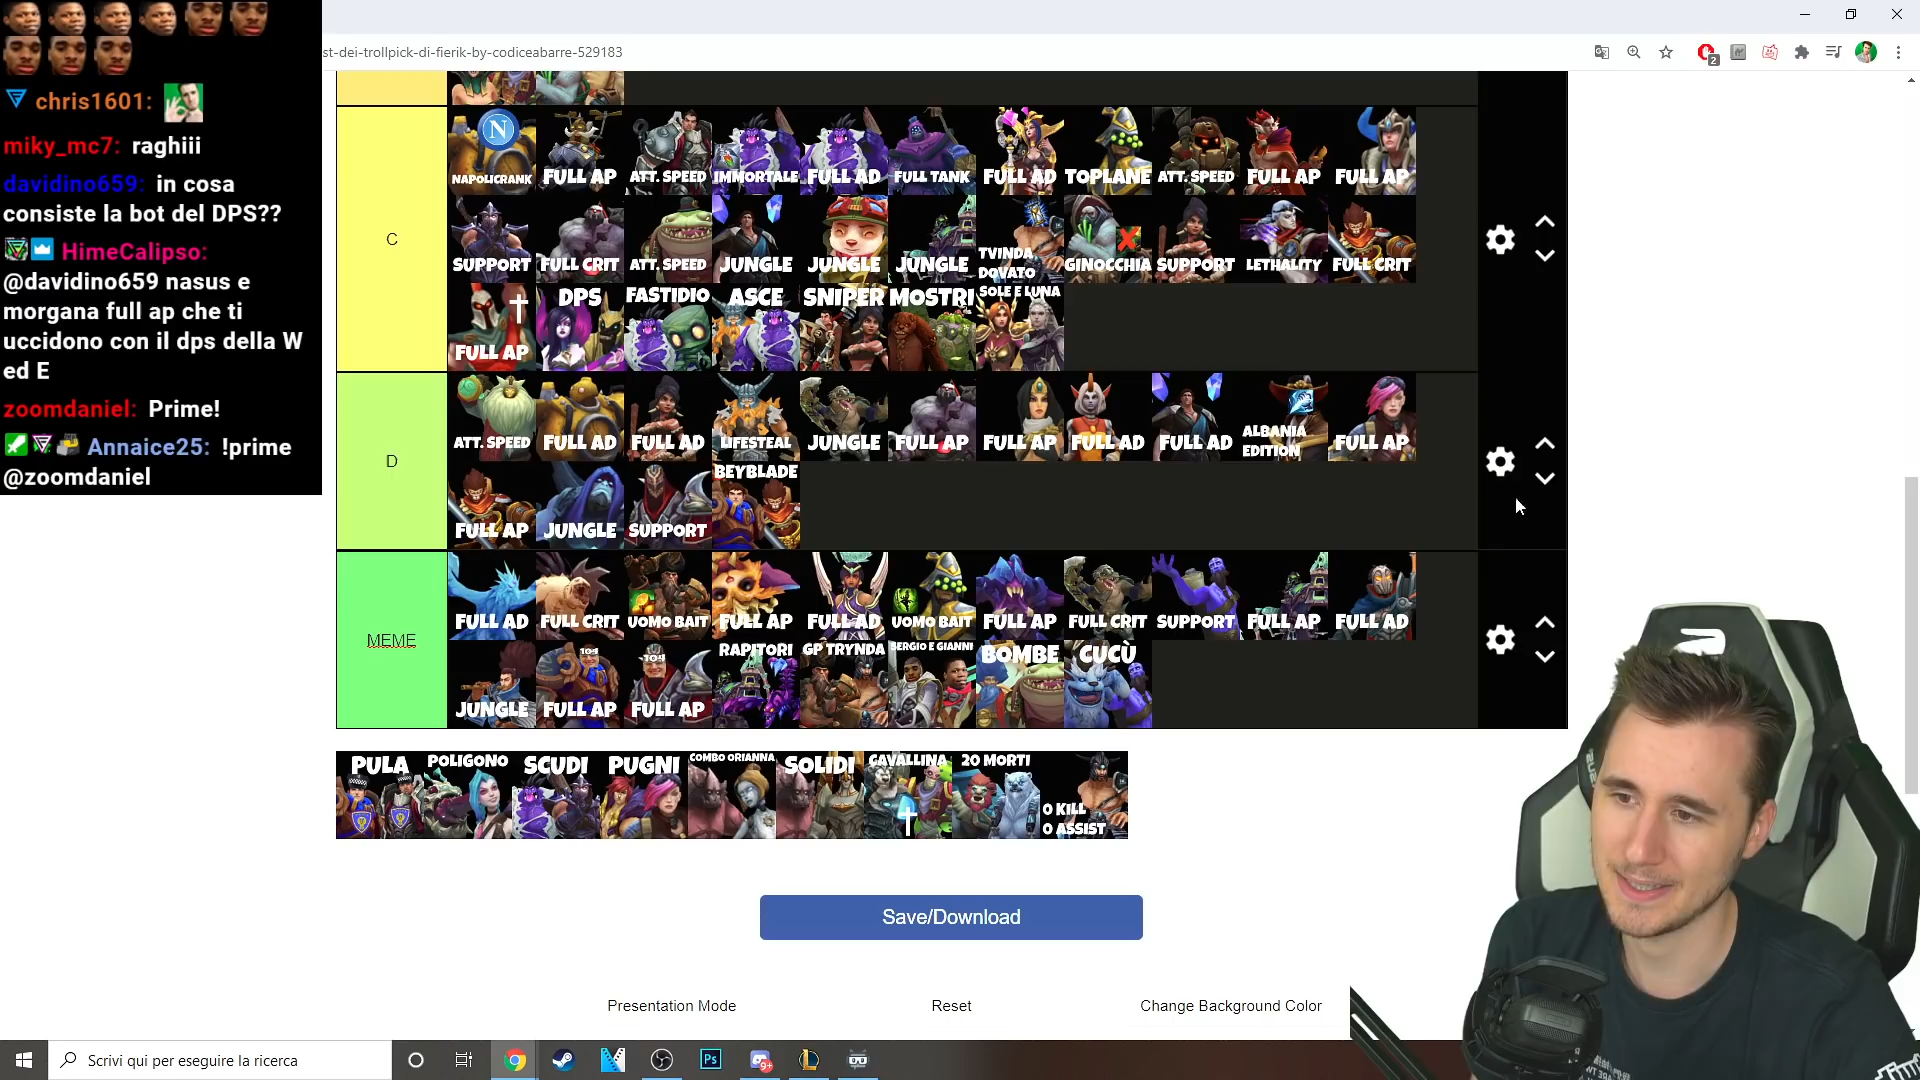 st-dei-trollpick-di-fierik-by-codiceabarre-529183
2
chris1601:
miky_mc7: raghiii
davidino659: in cosa
consiste la bot del DPS??
HimeCalipso:
@davidino659 nasus e
morgana full ap che ti
uccidono con il dps della W
ed E
zoomdaniel: Prime!
Annaice25: !prime
@zoomdaniel
C
N
NAPOLICRANK FULL AP ATT. SPEED IMMORTALE FULL AD FULL TANK FULL AD TOPLANE ATT. SPEED FULL AP FULL AP
SUPPORT FULL CRIT ATT. SPEED JUNGLE JUNGLE JUNGLE TVINDA DOVATO GINOCCHIA SUPPORT LETHALITY FULL CRIT
FULL AP DPS FASTIDIO ASCE SNIPER MOSTRI SOLE E LUNA
D
ATT. SPEED FULL AD FULL AD LIFESTEAL JUNGLE FULL AP FULL AP FULL AD FULL AD ALBANIA EDITION FULL AP
FULL AP JUNGLE SUPPORT BEYBLADE
MEME
FULL AD FULL CRIT UOMO BAIT FULL AP FULL AD UOMO BAIT FULL AP FULL CRIT SUPPORT FULL AP FULL AD
JUNGLE 104 FULL AP 104 FULL AP RAPITORI GP TRYNDA SERGIO E GIANNI BOMBE CUCÙ
PULA POLIGONO SCUDI PUGNI COMBO ORIANNA SOLIDI CAVALLINA 20 MORTI 0 KILL
0 ASSIST
Save/Download
Presentation Mode Reset Change Background Color
Scrivi qui per eseguire la ricerca
Ps
9+